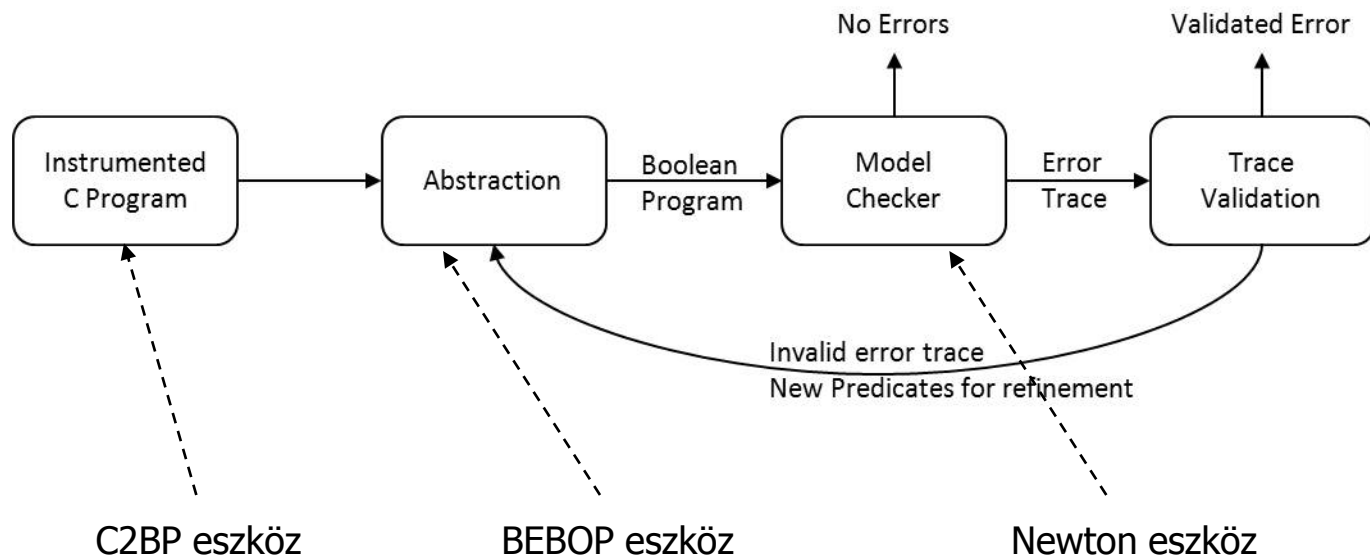 No Errors
Validated Error
Instrumented
C Program
Abstraction
Boolean
Program
Model
Checker
Error
Trace
Trace
Validation
Invalid error trace
New Predicates for refinement
C2BP eszköz
BEBOP eszköz
Newton eszköz